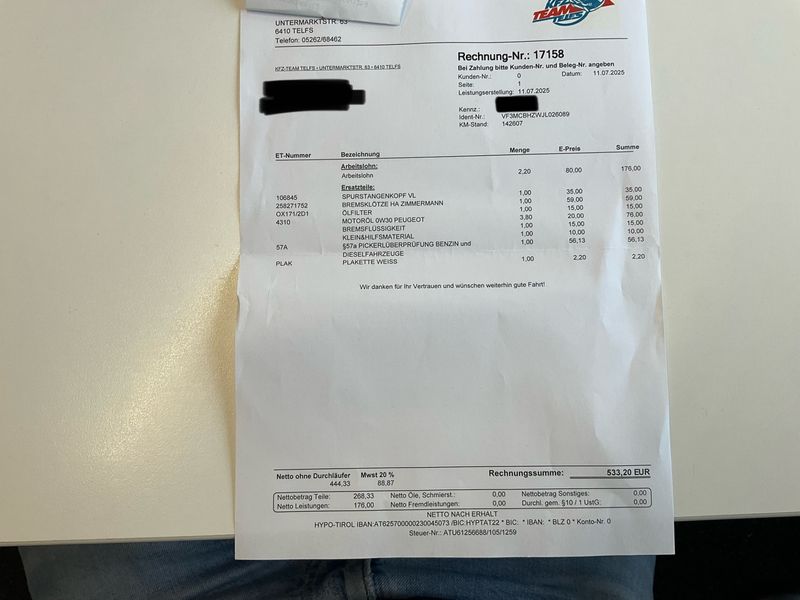 UNTERMARKTSTR. 63
6410 TELFS
Telefon: 05262/68462
KFZ
TEAM
TELFS
Rechnung-Nr.: 17158
Bei Zahlung bitte Kunden-Nr. und Beleg-Nr. angeben
KFZ-TEAM TELFS • UNTERMARKTSTR. 63 • 6410 TELFS
Kunden-Nr.: 0 Datum: 11.07.2025
Seite: 1
Leistungserstellung: 11.07.2025
Kennz.:
Ident-Nr.: VF3MCBHZWJL026089
KM-Stand: 142607
ET-Nummer Bezeichnung Menge E-Preis Summe
Arbeitslohn:
Arbeitslohn 2,20 80,00 176,00
Ersatzteile:
106845 SPURSTANGENKOPF VL 1,00 35,00 35,00
258271752 BREMSKLÖTZE HA ZIMMERMANN 1,00 59,00 59,00
OX171/2D1 ÖLFILTER 1,00 15,00 15,00
4310 MOTORÖL 0W30 PEUGEOT 3,80 20,00 76,00
BREMSFLÜSSIGKEIT 1,00 15,00 15,00
KLEIN&HILFSMATERIAL 1,00 10,00 10,00
57A §57a PICKERLÜBERPRÜFUNG BENZIN und 1,00 56,13 56,13
DIESELFAHRZEUGE
PLAK PLAKETTE WEISS 1,00 2,20 2,20
Wir danken für Ihr Vertrauen und wünschen weiterhin gute Fahrt!
Netto ohne Durchläufer Mwst 20 % Rechnungssumme: 533,20 EUR
444,33 88,87
Nettobetrag Teile: 268,33 Netto Öle, Schmierst.: 0,00 Nettobetrag Sonstiges: 0,00
Netto Leistungen: 176,00 Netto Fremdleistungen: 0,00 Durchl. gem. §10 / 1 UstG: 0,00
NETTO NACH ERHALT
HYPO-TIROL IBAN:AT625700000230045073 /BIC:HYPTAT22 * BIC: * IBAN: * BLZ 0 * Konto-Nr. 0
Steuer-Nr.: ATU61256688/105/1259